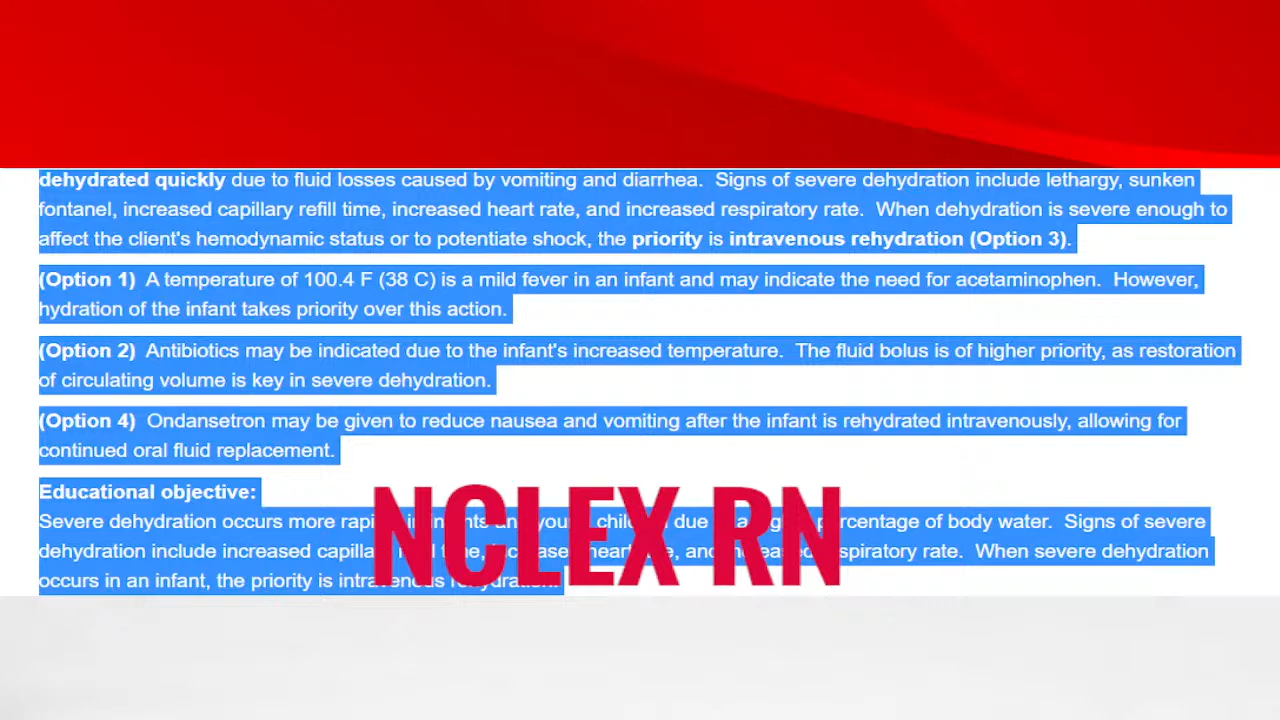 dehydrated quickly due to fluid losses caused by vomiting and diarrhea. Signs of severe dehydration include lethargy, sunken
fontanel, increased capillary refill time, increased heart rate, and increased respiratory rate. When dehydration is severe enough to
affect the client's hemodynamic status or to potentiate shock, the priority is intravenous rehydration (Option 3).
(Option 1) A temperature of 100.4 F (38 C) is a mild fever in an infant and may indicate the need for acetaminophen. However,
hydration of the infant takes priority over this action.
(Option 2) Antibiotics may be indicated due to the infant's increased temperature. The fluid bolus is of higher priority, as restoration
of circulating volume is key in severe dehydration.
(Option 4) Ondansetron may be given to reduce nausea and vomiting after the infant is rehydrated intravenously, allowing for
continued oral fluid replacement.
Educational objective:
Severe dehydration occurs more due percentage of body water. Signs of severe
dehydration include increased and respiratory rate. When severe dehydration
occurs in an infant, the priority is intravenous rehydration.
NCLEX RN